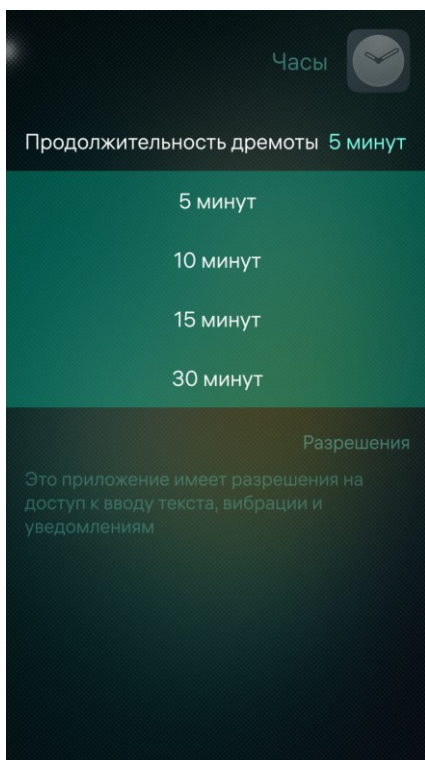 Часы
Продолжительность дремоты 5 минут
5 минут
10 минут
15 минут
30 минут
Разрешения
Это приложение имеет разрешения на
доступ к вводу текста, вибрации и
уведомлениям